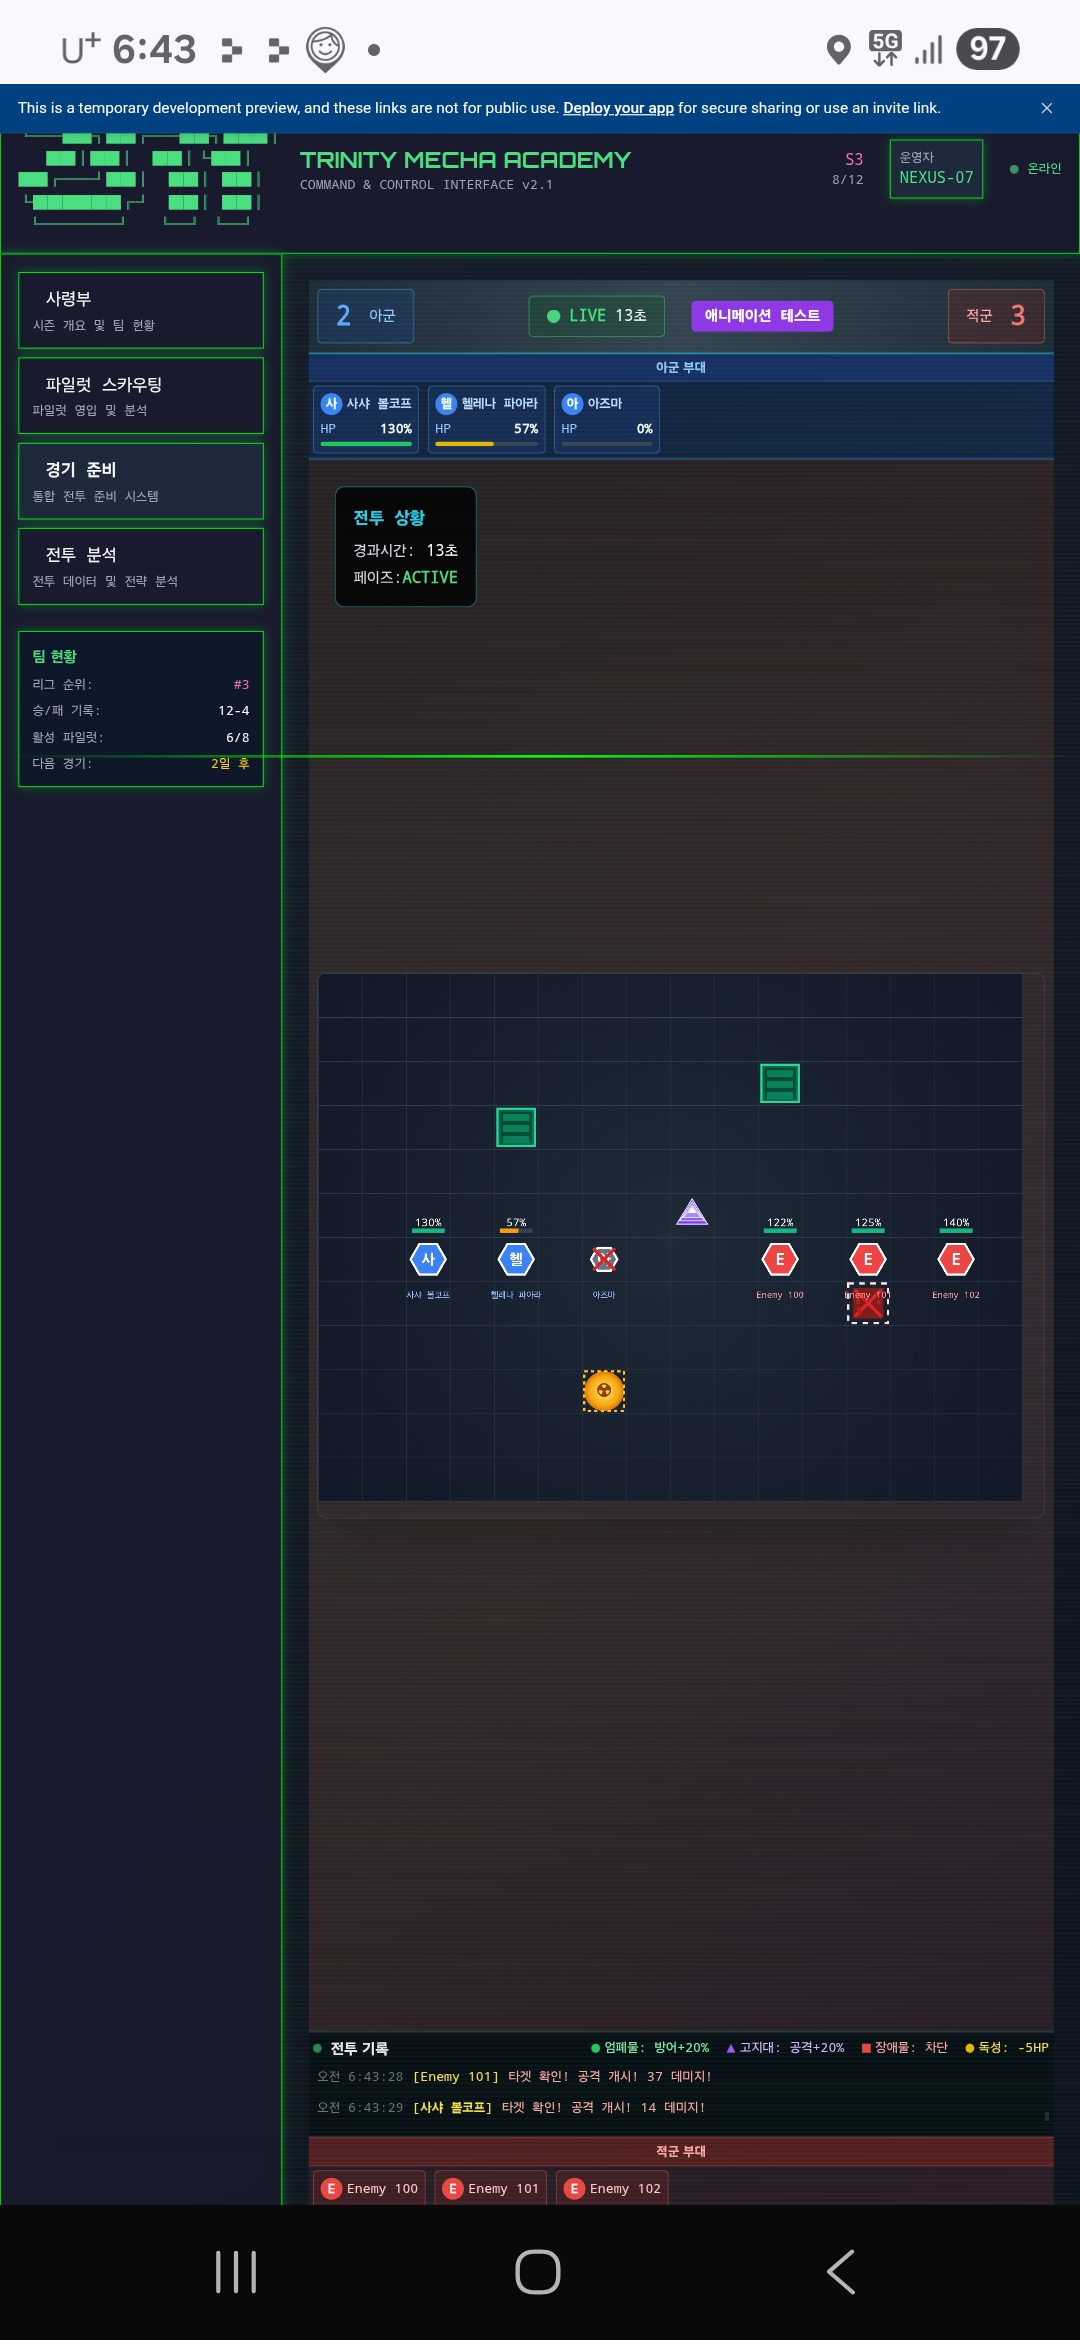 U+ 6:43 5G 97
This is a temporary development preview, and these links are not for public use. Deploy your app for secure sharing or use an invite link. ×
TRINITY MECHA ACADEMY
COMMAND & CONTROL INTERFACE v2.1
S3
8/12
운영자
NEXUS-07
온라인
사령부
시즌 개요 및 팀 현황
파일럿 스카우팅
파일럿 영입 및 분석
경기 준비
통합 전투 준비 시스템
전투 분석
전투 데이터 및 전략 분석
팀 현황
리그 순위: #3
승/패 기록: 12-4
활성 파일럿: 6/8
다음 경기: 2일 후
2 아군
LIVE 13초
애니메이션 테스트
적군 3
아군 부대
사 사샤 볼코프
HP 130%
헬 헬레나 파아라
HP 57%
아 아즈마
HP 0%
전투 상황
경과시간: 13초
페이즈:ACTIVE
130% 57% 122% 125% 140%
사 헬 E E E
사샤 볼코프 헬레나 파아라 아즈마 Enemy 100 Enemy 101 Enemy 102
전투 기록
엄폐물: 방어+20% 고지대: 공격+20% 장애물: 차단 독성: -5HP
오전 6:43:28 [Enemy 101] 타겟 확인! 공격 개시! 37 데미지!
오전 6:43:29 [사샤 볼코프] 타겟 확인! 공격 개시! 14 데미지!
적군 부대
E Enemy 100 E Enemy 101 E Enemy 102